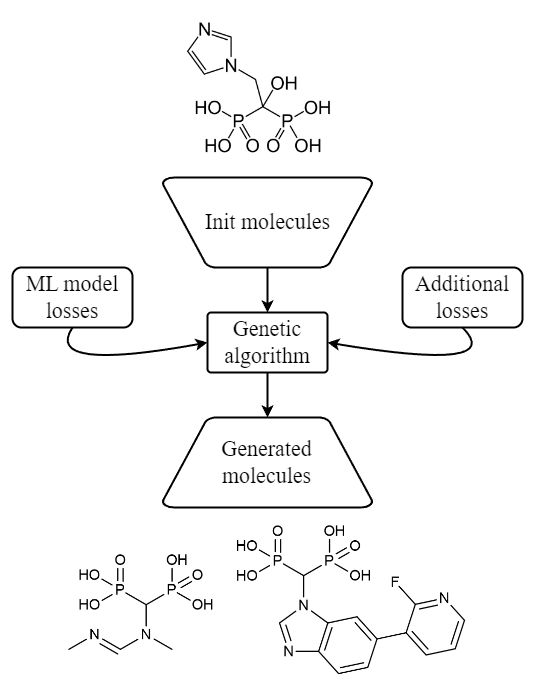 N
N
OH
HO
OH
P
P
HO
O
O
OH
Init molecules
ML model
losses
Additional
losses
Genetic
algorithm
Generated
molecules
O
OH
HO
P
P
O
HO
OH
N
N
O
OH
HO
P
P
O
HO
OH
N
N
F
N